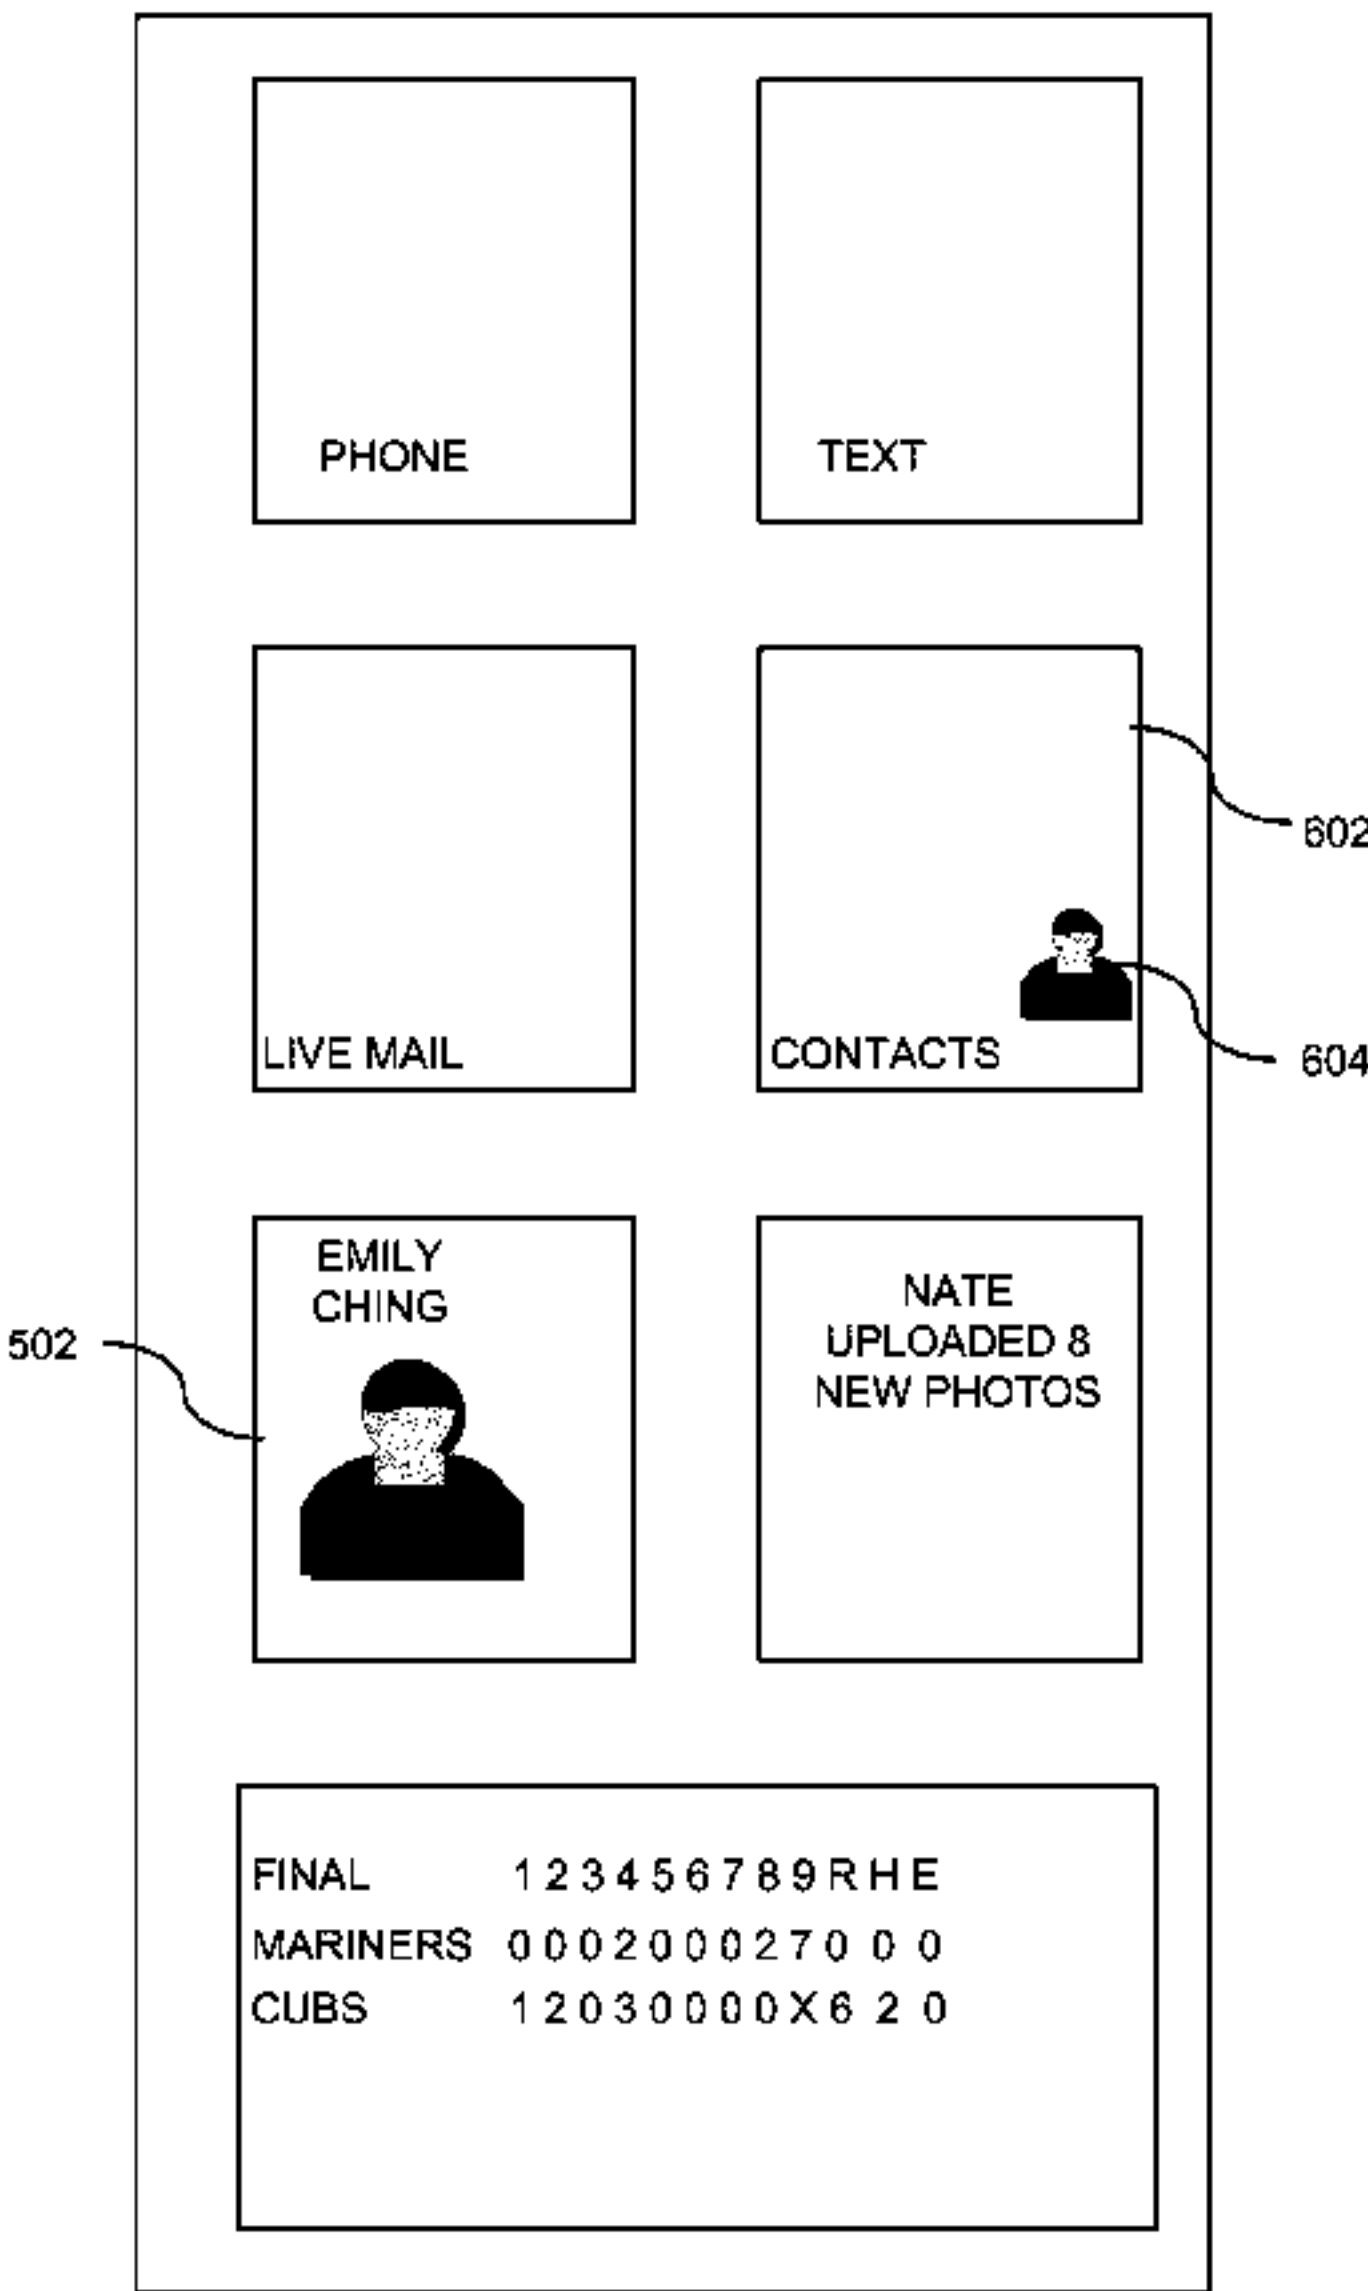 PHONE
TEXT
602
LIVE MAIL
CONTACTS
604
EMILY
CHING
502
NATE
UPLOADED 8
NEW PHOTOS
FINAL 1 2 3 4 5 6 7 8 9 R H E
MARINERS 0 0 0 2 0 0 0 2 7 0 0 0
CUBS 1 2 0 3 0 0 0 0 X 6 2 0